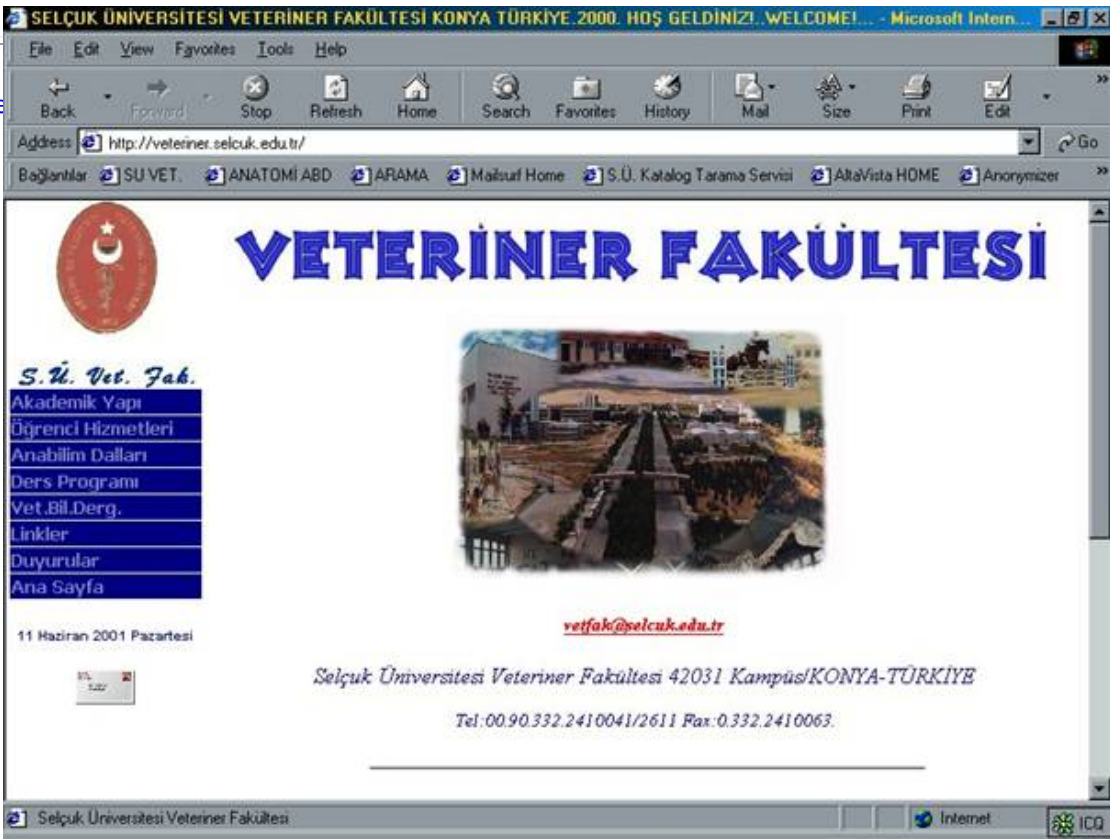 SELÇUK ÜNİVERSİTESİ VETERİNER FAKÜLTESİ KONYA TÜRKİYE.2000. HOŞ GELDİNİZ!..WELCOME!... - Microsoft Intern...
File Edit View Favorites Tools Help
Back Forward Stop Refresh Home Search Favorites History Mail Size Print Edit
Address http://veteriner.selcuk.edu.tr/ Go
Bağlantılar SU VET. ANATOMİ ABD ARAMA Mailsurf Home S.Ü. Katalog Tarama Servisi AltaVista HOME Anonymizer
VETERİNER FAKÜLTESİ
S.Ü. Vet. Fak.
Akademik Yapı
Öğrenci Hizmetleri
Anabilim Dalları
Ders Programı
Vet.Bil.Derg.
Linkler
Duyurular
Ana Sayfa
11 Haziran 2001 Pazartesi
vetfak@selcuk.edu.tr
Selçuk Üniversitesi Veteriner Fakültesi 42031 Kampüs/KONYA-TÜRKİYE
Tel:00.90.332.2410041/2611 Fax:0.332.2410063.
Selçuk Üniversitesi Veteriner Fakültesi Internet ICQ